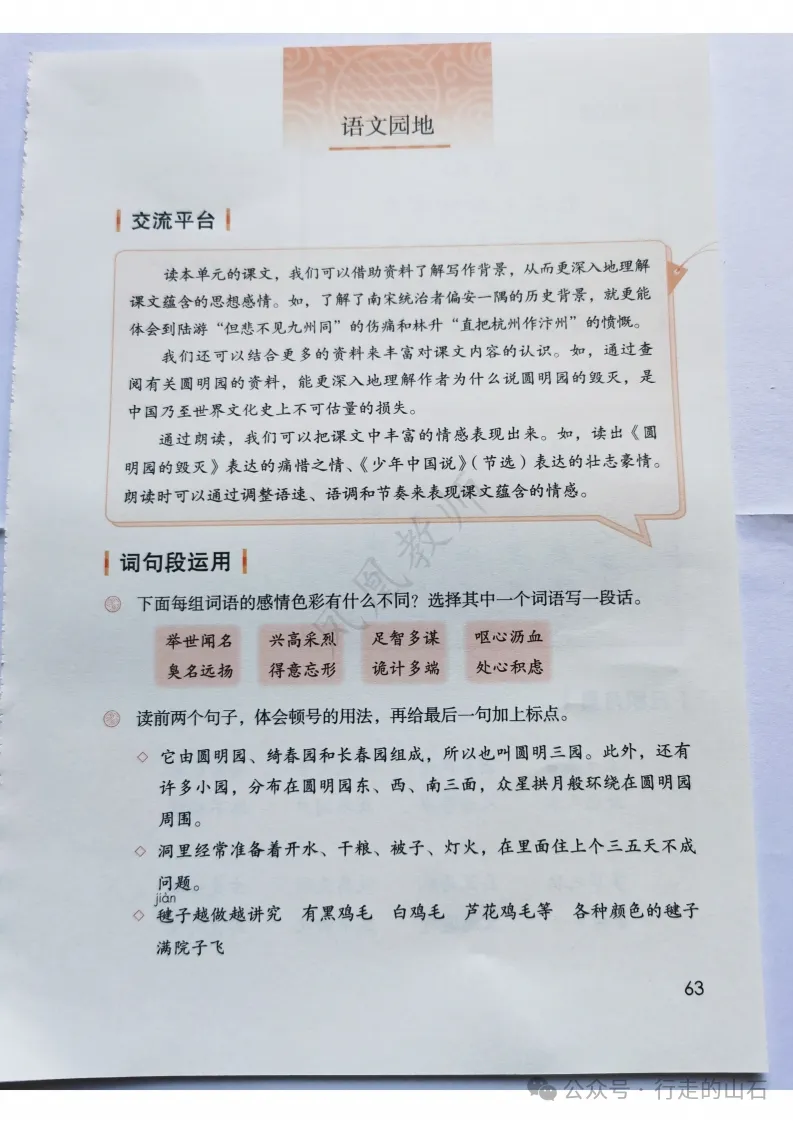 语文园地
交流平台
读本单元的课文，我们可以借助资料了解写作背景，从而更深入地理解
课文蕴含的思想感情。如，了解了南宋统治者偏安一隅的历史背景，就更能
体会到陆游“但悲不见九州同”的伤痛和林升“直把杭州作汴州”的愤慨。
我们还可以结合更多的资料来丰富对课文内容的认识。如，通过查
阅有关圆明园的资料，能更深入地理解作者为什么说圆明园的毁灭，是
中国乃至世界文化史上不可估量的损失。
通过朗读，我们可以把课文中丰富的情感表现出来。如，读出《圆
明园的毁灭》表达的痛惜之情、《少年中国说》（节选）表达的壮志豪情。
朗读时可以通过调整语速、语调和节奏来表现课文蕴含的情感。
凤凰教师
词句段运用
下面每组词语的感情色彩有什么不同？选择其中一个词语写一段话。
举世闻名 兴高采烈 足智多谋 呕心沥血
臭名远扬 得意忘形 诡计多端 处心积虑
读前两个句子，体会顿号的用法，再给最后一句加上标点。
◇ 它由圆明园、绮春园和长春园组成，所以也叫圆明三园。此外，还有
许多小园，分布在圆明园东、西、南三面，众星拱月般环绕在圆明园
周围。
◇ 洞里经常准备着开水、干粮、被子、灯火，在里面住上个三五天不成
问题。
jiàn
◇ 毽子越做越讲究 有黑鸡毛 白鸡毛 芦花鸡毛等 各种颜色的毽子
满院子飞
63
公众号·行走的山石